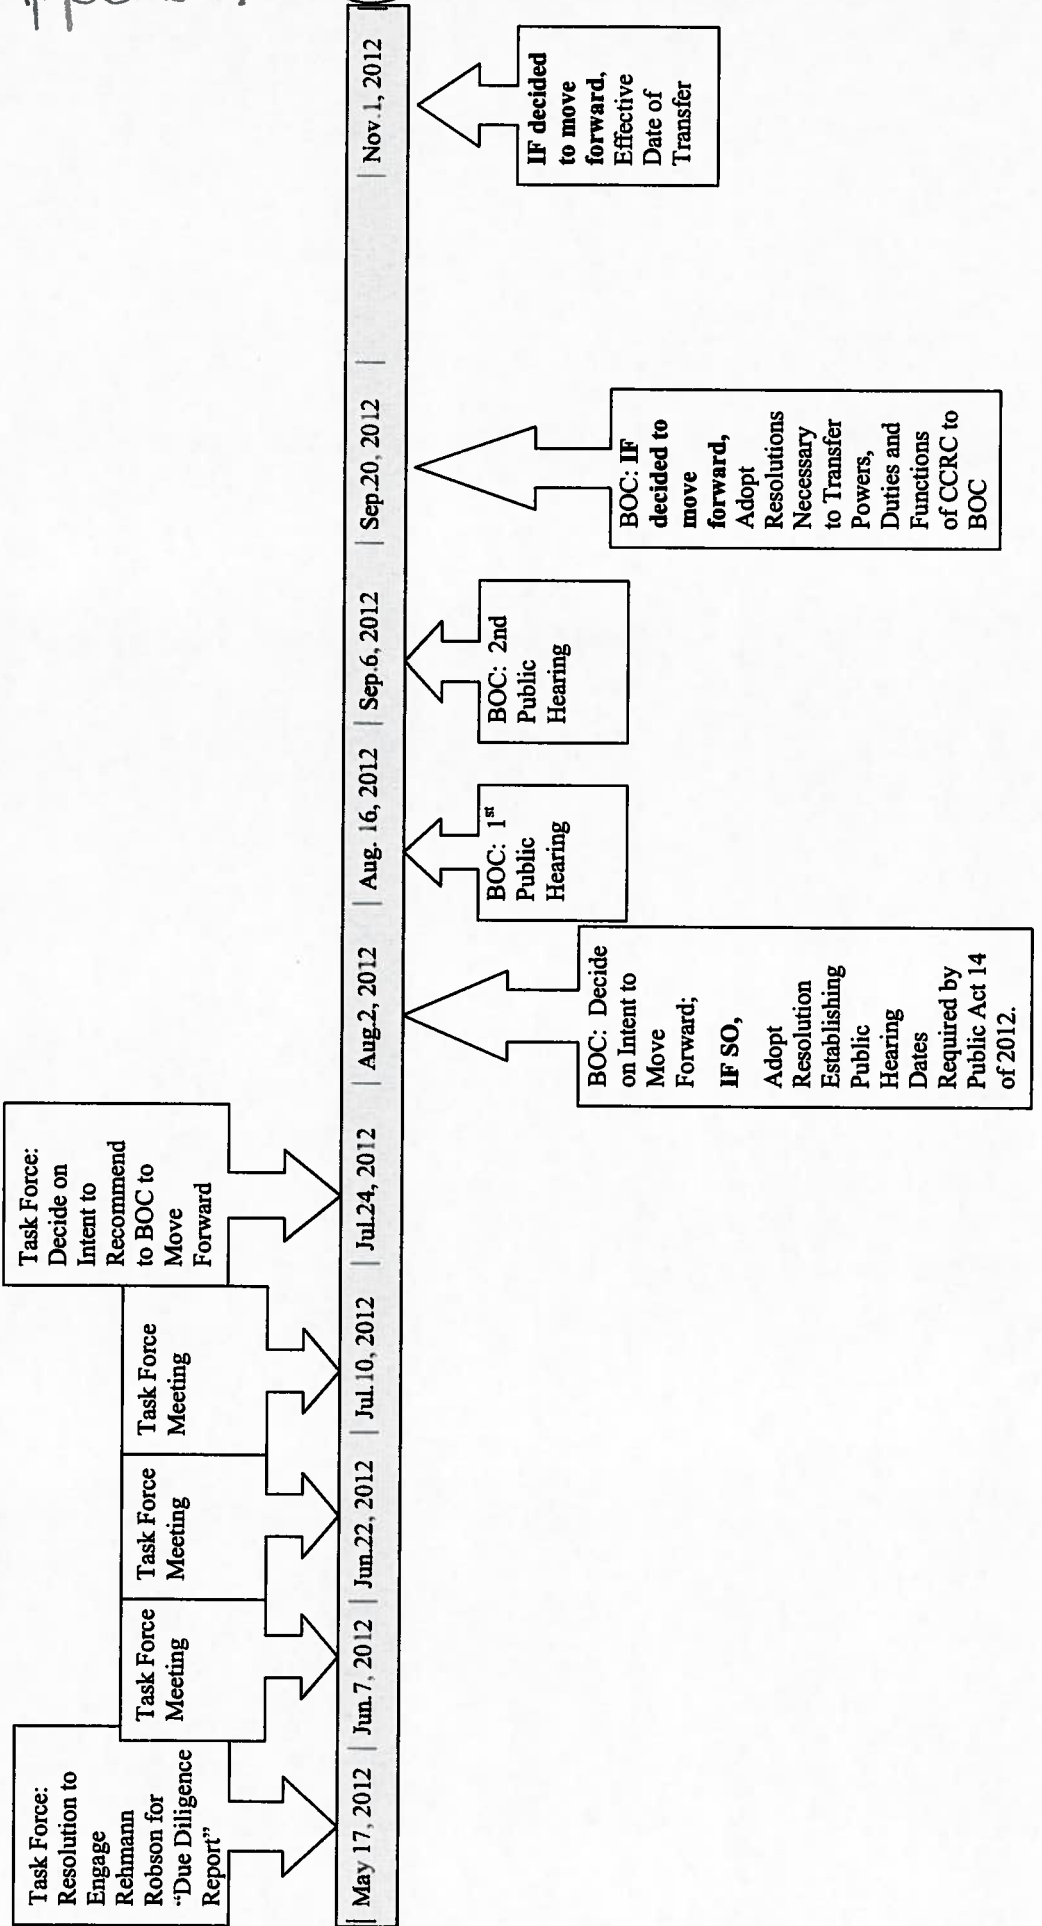 Task Force:
Resolution to
Engage
Rehmann
Robson for
"Due Diligence
Report"
Task Force
Meeting
Task Force
Meeting
Task Force
Meeting
Task Force:
Decide on
Intent to
Recommend
to BOC to
Move
Forward
| May 17, 2012 | Jun.7, 2012 | Jun.22, 2012 | Jul.10, 2012 | Jul.24, 2012 | Aug.2, 2012 | Aug. 16, 2012 | Sep.6, 2012 | Sep.20, 2012 | | Nov.1, 2012
BOC: Decide
on Intent to
Move
Forward;
IF SO,
Adopt
Resolution
Establishing
Public
Hearing
Dates
Required by
Public Act 14
of 2012.
BOC: 1st
Public
Hearing
BOC: 2nd
Public
Hearing
BOC: IF
decided to
move
forward,
Adopt
Resolutions
Necessary
to Transfer
Powers,
Duties and
Functions
of CCRC to
BOC
IF decided
to move
forward,
Effective
Date of
Transfer